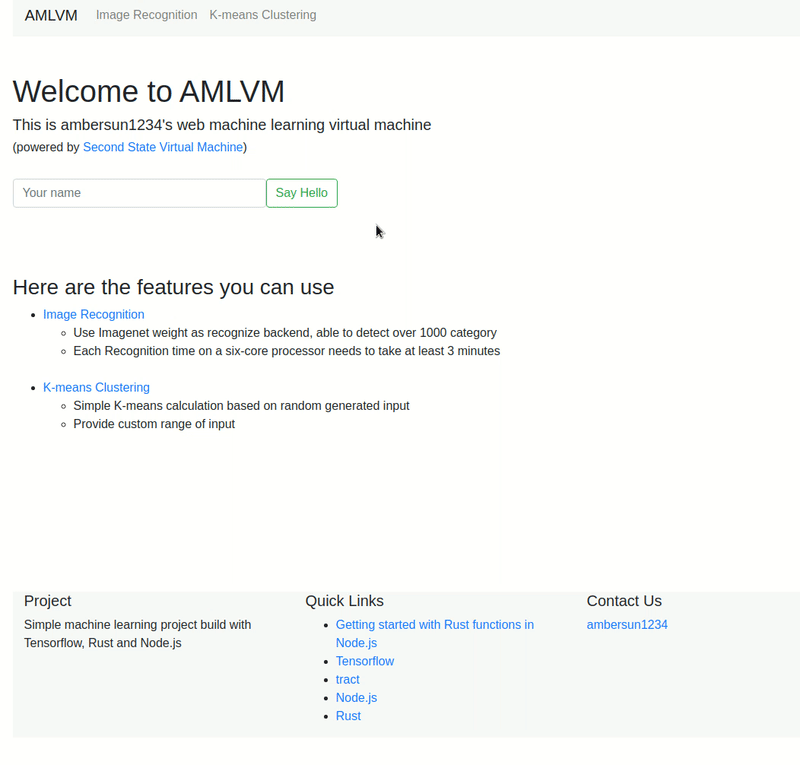 AMLVM Image Recognition K-means Clustering
Welcome to AMLVM
This is ambersun1234's web machine learning virtual machine
(powered by Second State Virtual Machine)
Your name Say Hello
Here are the features you can use
Image Recognition
Use Imagenet weight as recognize backend, able to detect over 1000 category
Each Recognition time on a six-core processor needs to take at least 3 minutes
K-means Clustering
Simple K-means calculation based on random generated input
Provide custom range of input
Project
Simple machine learning project build with
Tensorflow, Rust and Node.js
Quick Links
Getting started with Rust functions in
Node.js
Tensorflow
tract
Node.js
Rust
Contact Us
ambersun1234